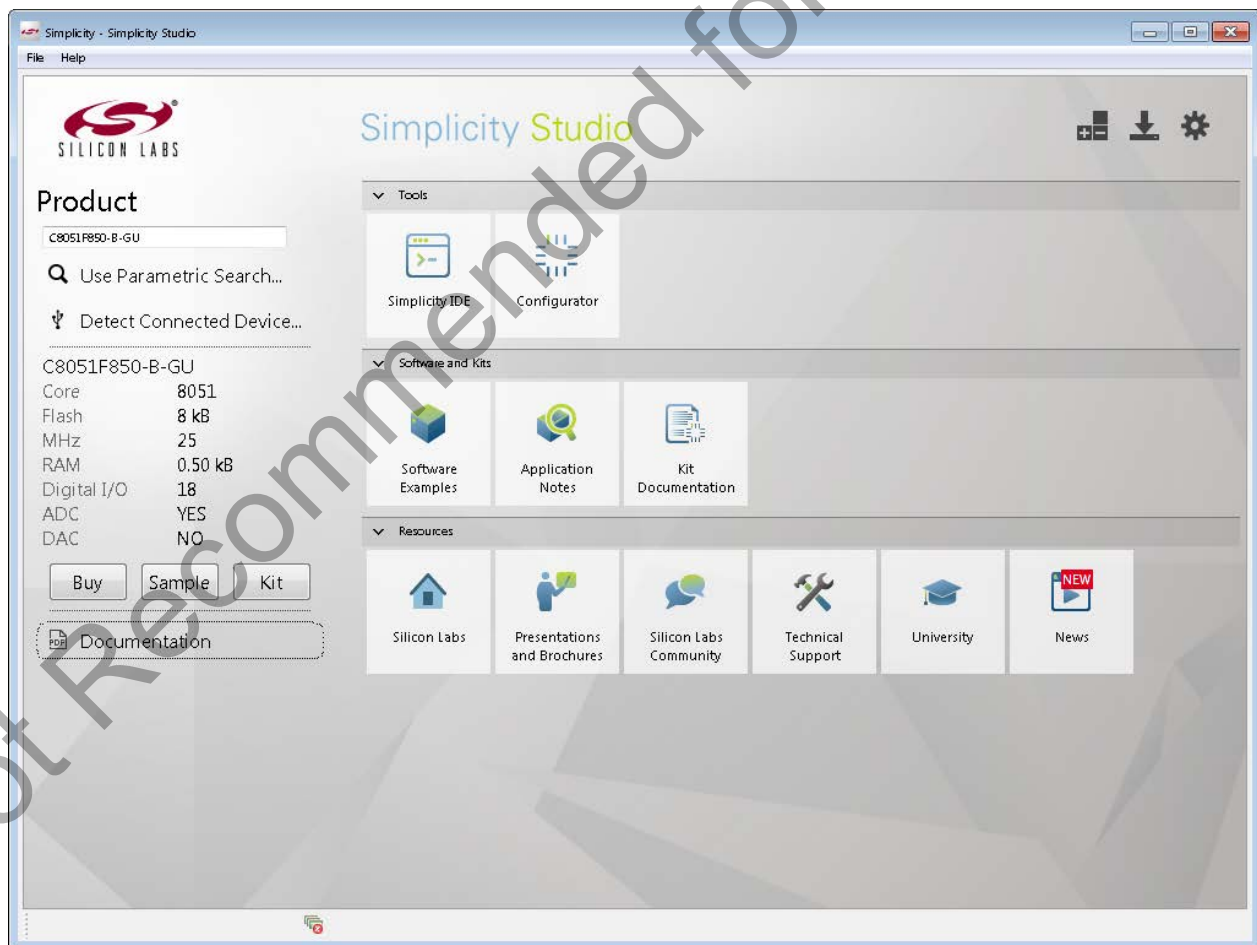 Simplicity - Simplicity Studio
File Help
SILICON LABS
Simplicity Studio
Product
C8051F850-B-GU
Use Parametric Search...
Detect Connected Device...
C8051F850-B-GU
Core 8051
Flash 8 kB
MHz 25
RAM 0.50 kB
Digital I/O 18
ADC YES
DAC NO
Buy Sample Kit
PDF Documentation
Tools
Simplicity IDE
Configurator
Software and Kits
Software
Examples
Application
Notes
Kit
Documentation
Resources
Silicon Labs
Presentations
and Brochures
Silicon Labs
Community
Technical
Support
University
NEW
News
Recommended for